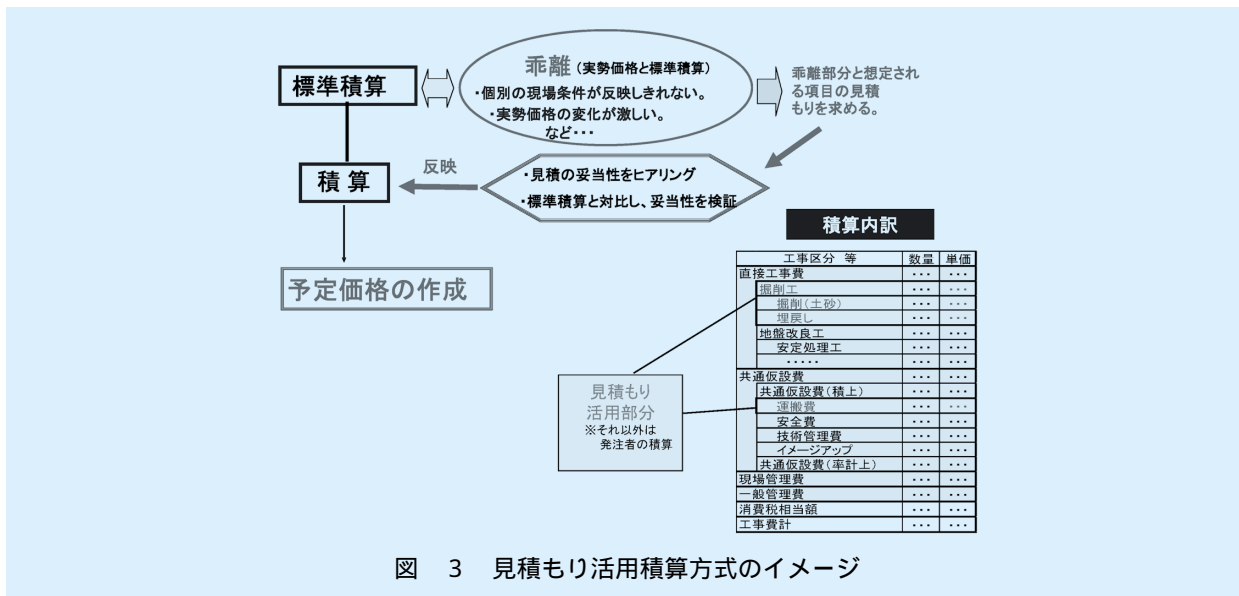 標準積算
乖離（実勢価格と標準積算）
・個別の現場条件が反映しきれない。
・実勢価格の変化が激しい。
など・・・
乖離部分と想定され
る項目の見積
もりを求める。
反映
積 算
・見積の妥当性をヒアリング
・標準積算と対比し、妥当性を検証
予定価格の作成
積算内訳
工事区分 等 数量 単価
直接工事費 ・・・ ・・・
掘削工 ・・・ ・・・
掘削（土砂） ・・・ ・・・
埋戻し ・・・ ・・・
地盤改良工 ・・・ ・・・
安定処理工 ・・・ ・・・
・・・・・ ・・・ ・・・
共通仮設費 ・・・ ・・・
共通仮設費（積上） ・・・ ・・・
運搬費 ・・・ ・・・
安全費 ・・・ ・・・
技術管理費 ・・・ ・・・
イメージアップ ・・・ ・・・
共通仮設費（率計上） ・・・ ・・・
現場管理費 ・・・ ・・・
一般管理費 ・・・ ・・・
消費税相当額 ・・・ ・・・
工事費計 ・・・ ・・・
見積もり
活用部分
※それ以外は
発注者の積算
図 3 見積もり活用積算方式のイメージ